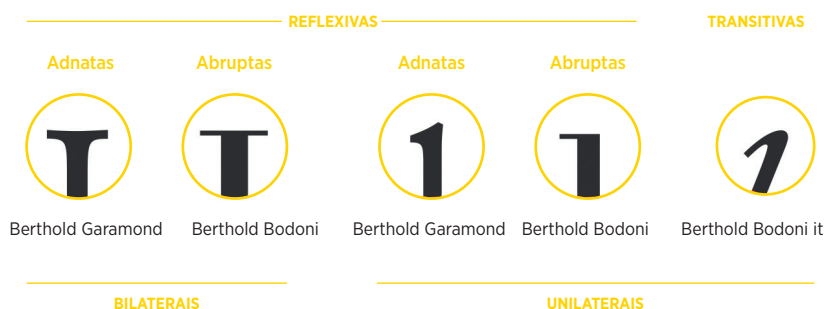 REFLEXIVAS TRANSITIVAS
Adnatas Abruptas Adnatas Abruptas
Berthold Garamond Berthold Bodoni Berthold Garamond Berthold Bodoni Berthold Bodoni it
BILATERAIS UNILATERAIS